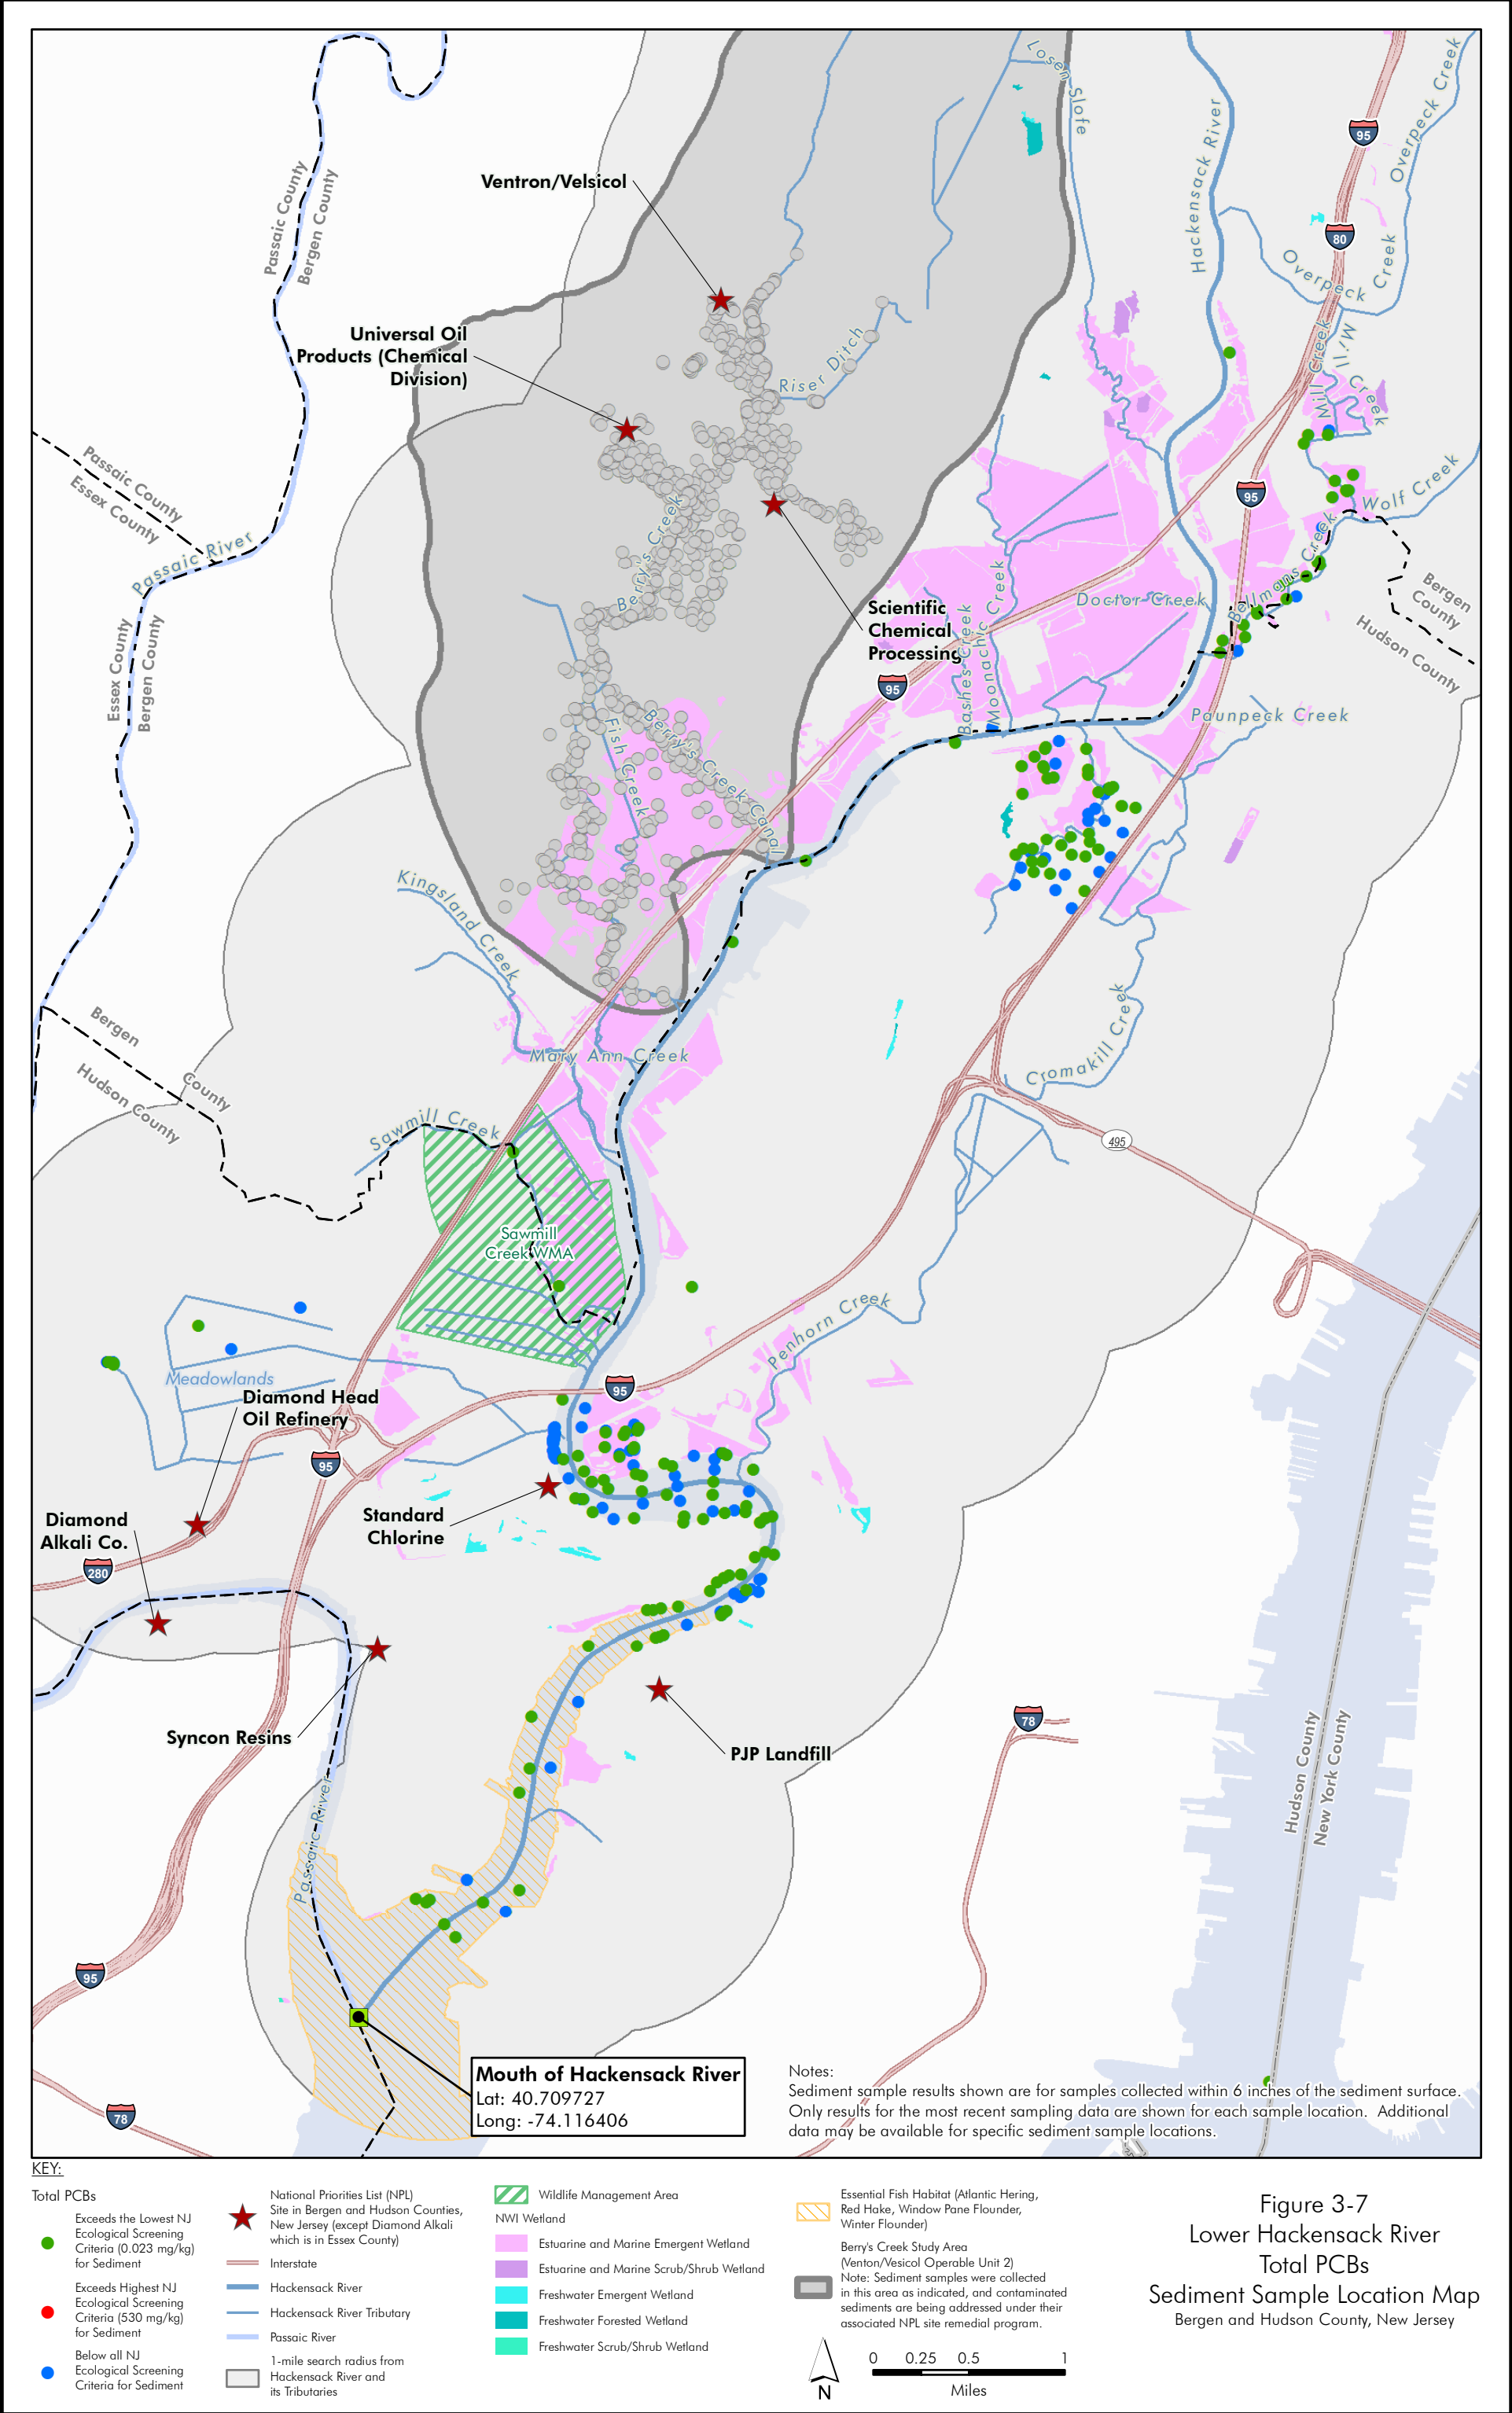 Losen Slote
Hackensack River
95
Overpeck Creek
80
Overpeck Creek
Passaic County
Bergen County
Ventron/Velsicol
Universal Oil
Products (Chemical
Division)
Riser Ditch
Mill Creek
Mill Creek
Passaic County
Essex County
95
Wolf Creek
Passaic River
Berry's Creek
Bellmans Creek
Bergen
County
Hudson County
Scientific
Chemical
Processing
Doctor Creek
Bashes Creek
Moonachie Creek
Essex County
Bergen County
95
Paunpeck Creek
Fish Creek
Berry's Creek Canal
Kingsland Creek
Cromakill Creek
Bergen
County
Hudson County
Mary Ann Creek
Sawmill Creek
495
Sawmill
Creek WMA
Penhorn Creek
Meadowlands
95
Diamond Head
Oil Refinery
95
Standard
Chlorine
Diamond
Alkali Co.
280
Syncon Resins
PJP Landfill
78
Hudson County
New York County
Passaic River
95
78
Mouth of Hackensack River
Lat: 40.709727
Long: -74.116406
Notes:
Sediment sample results shown are for samples collected within 6 inches of the sediment surface.
Only results for the most recent sampling data are shown for each sample location. Additional
data may be available for specific sediment sample locations.
KEY:
Total PCBs
Exceeds the Lowest NJ
Ecological Screening
Criteria (0.023 mg/kg)
for Sediment
Exceeds Highest NJ
Ecological Screening
Criteria (530 mg/kg)
for Sediment
Below all NJ
Ecological Screening
Criteria for Sediment
National Priorities List (NPL)
Site in Bergen and Hudson Counties,
New Jersey (except Diamond Alkali
which is in Essex County)
Interstate
Hackensack River
Hackensack River Tributary
Passaic River
1-mile search radius from
Hackensack River and
its Tributaries
Wildlife Management Area
NWI Wetland
Estuarine and Marine Emergent Wetland
Estuarine and Marine Scrub/Shrub Wetland
Freshwater Emergent Wetland
Freshwater Forested Wetland
Freshwater Scrub/Shrub Wetland
Essential Fish Habitat (Atlantic Hering,
Red Hake, Window Pane Flounder,
Winter Flounder)
Berry's Creek Study Area
(Venton/Vesicol Operable Unit 2)
Note: Sediment samples were collected
in this area as indicated, and contaminated
sediments are being addressed under their
associated NPL site remedial program.
N
0 0.25 0.5 1
Miles
Figure 3-7
Lower Hackensack River
Total PCBs
Sediment Sample Location Map
Bergen and Hudson County, New Jersey